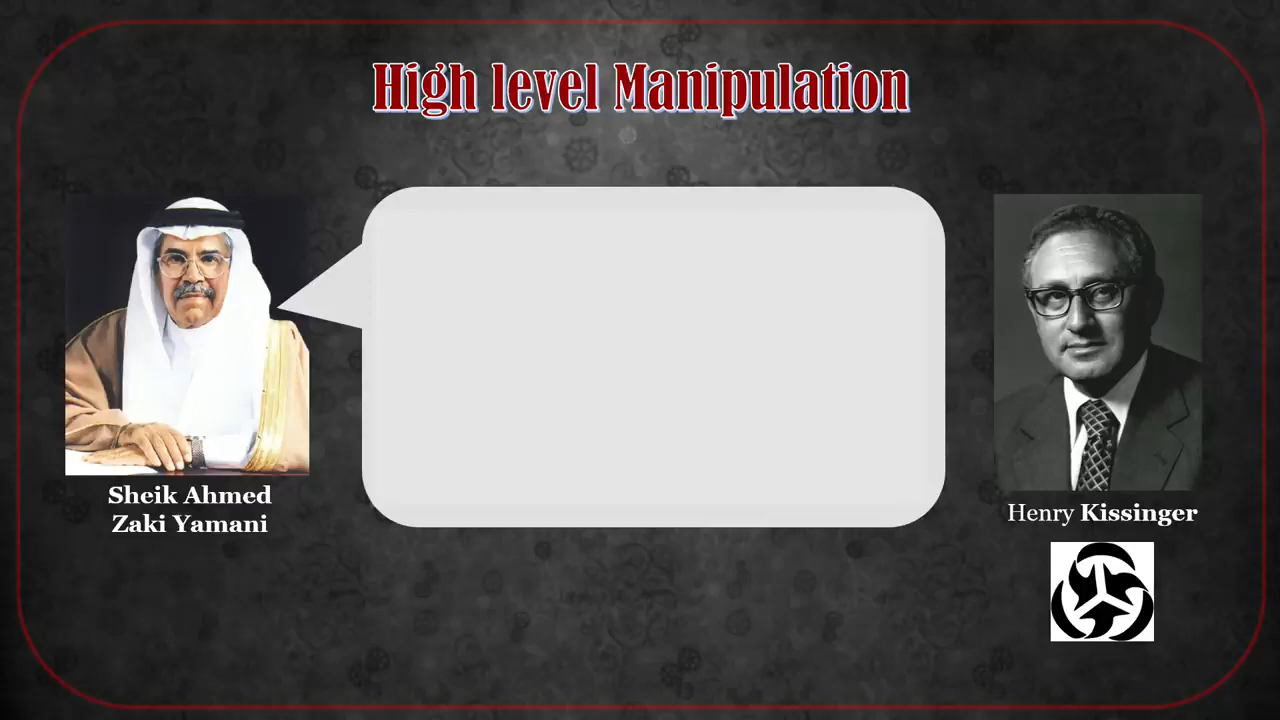 High level Manipulation
Sheik Ahmed
Zaki Yamani
Henry Kissinger